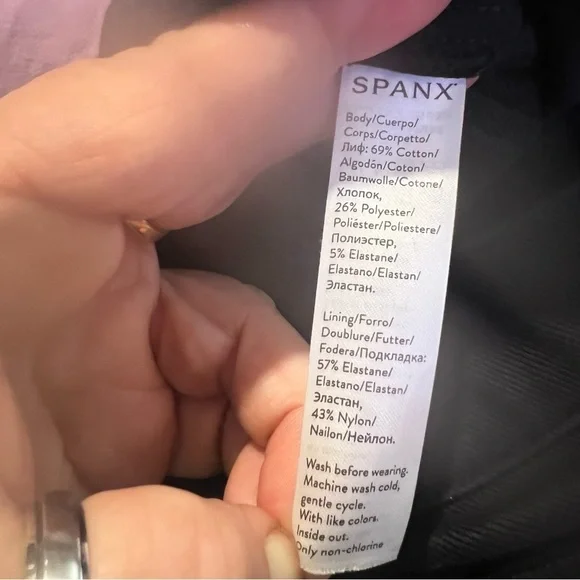 SPANX
Body/Cuerpo/
Corps/Corpetto/
Лиф: 69% Cotton/
Algodón/Coton/
Baumwolle/Cotone/
Хлопок,
26% Polyester/
Poliéster/Poliestere/
Полиэстер,
5% Elastane/
Elastano/Elastan/
Эластан.
Lining/Forro/
Doublure/Futter/
Fodera/Подкладка:
57% Elastane/
Elastano/Elastan/
Эластан,
43% Nylon/
Nailon/Нейлон.
Wash before wearing.
Machine wash cold,
gentle cycle.
With like colors.
Inside out.
Only non-chlorine